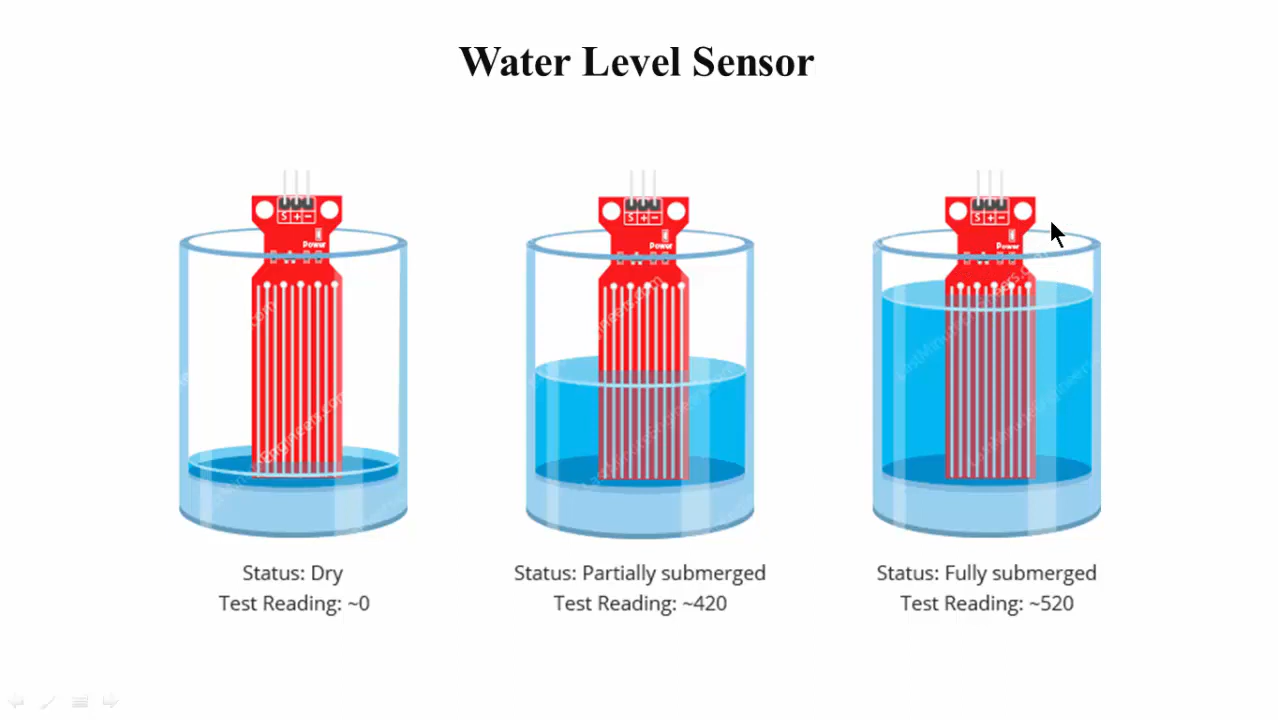 Water Level Sensor
S + −
Power
S + −
Power
S + −
Power
Status: Dry
Test Reading: ~0
Status: Partially submerged
Test Reading: ~420
Status: Fully submerged
Test Reading: ~520